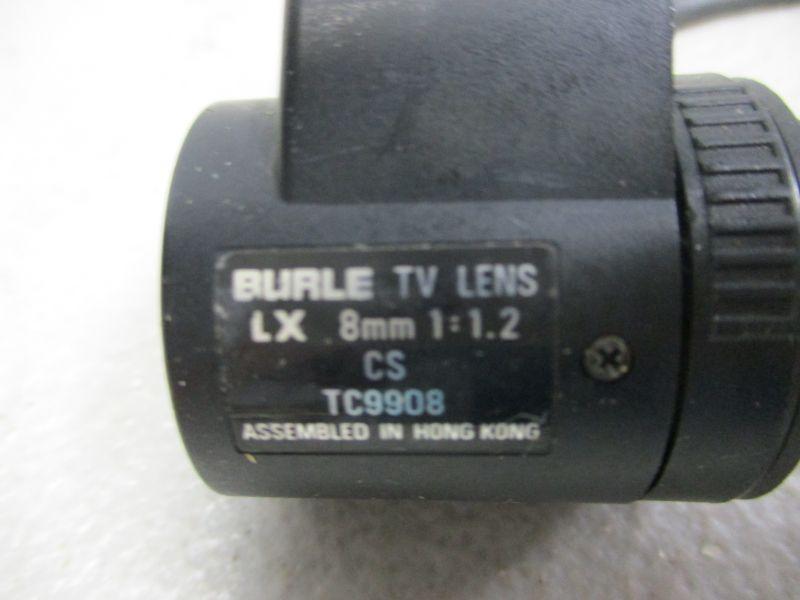 BURLE TV LENS
LX 8mm 1:1.2
CS
TC9908
ASSEMBLED IN HONG KONG